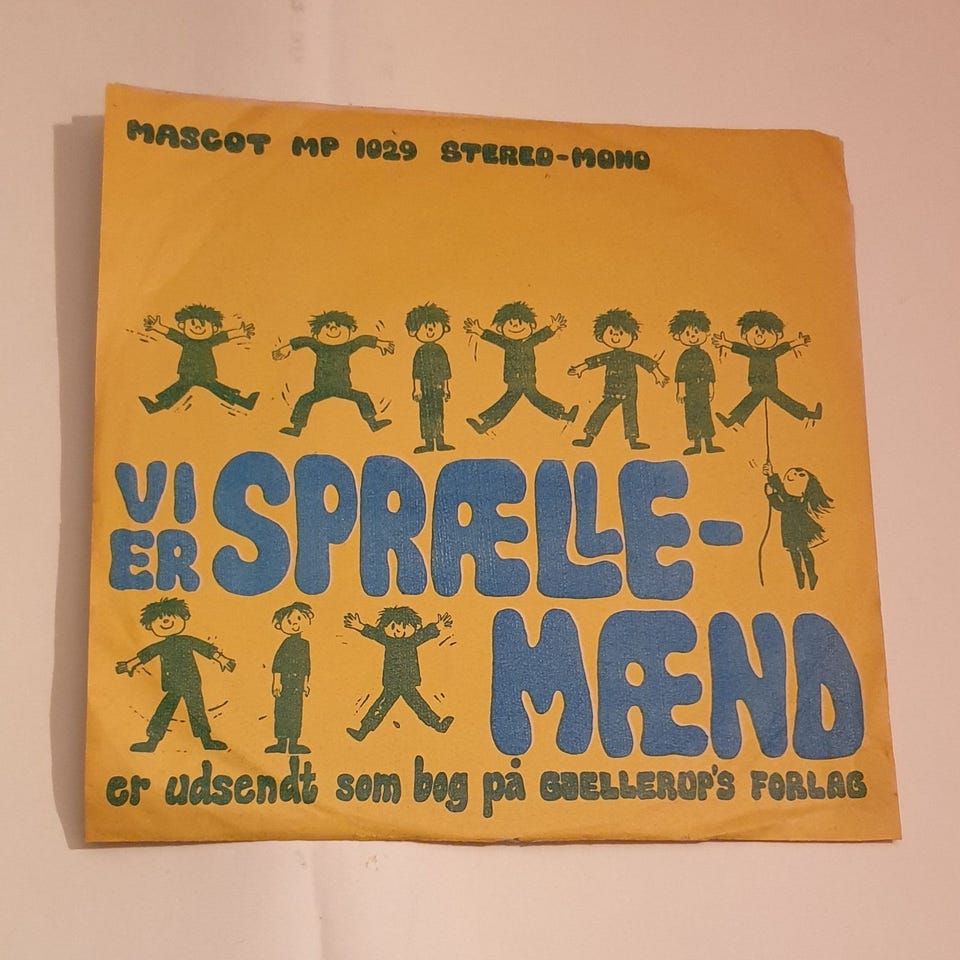 MASCOT MP 1029 STEREO-MONO
VI
ER SPRÆLLE-
MÆND
er udsendt som bog på GJELLERUP'S FORLAG